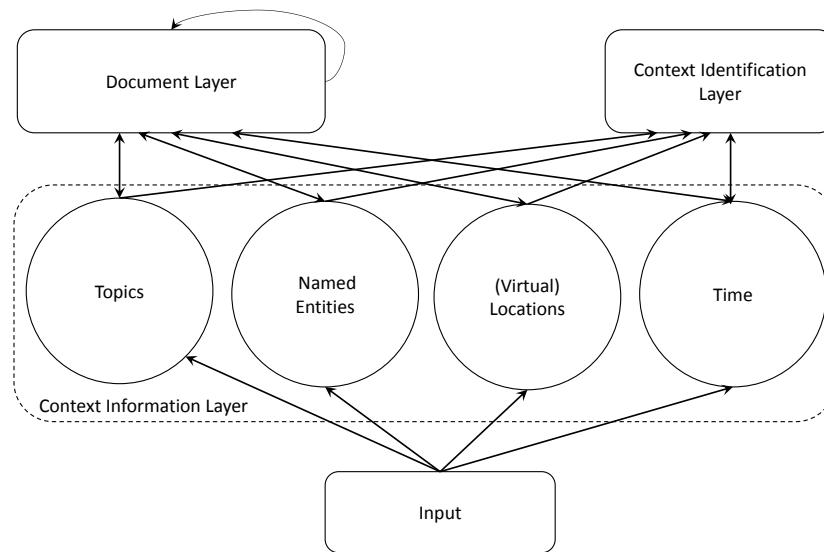 Document Layer
Context Identification
Layer
Topics
Named
Entities
(Virtual)
Locations
Time
Context Information Layer
Input